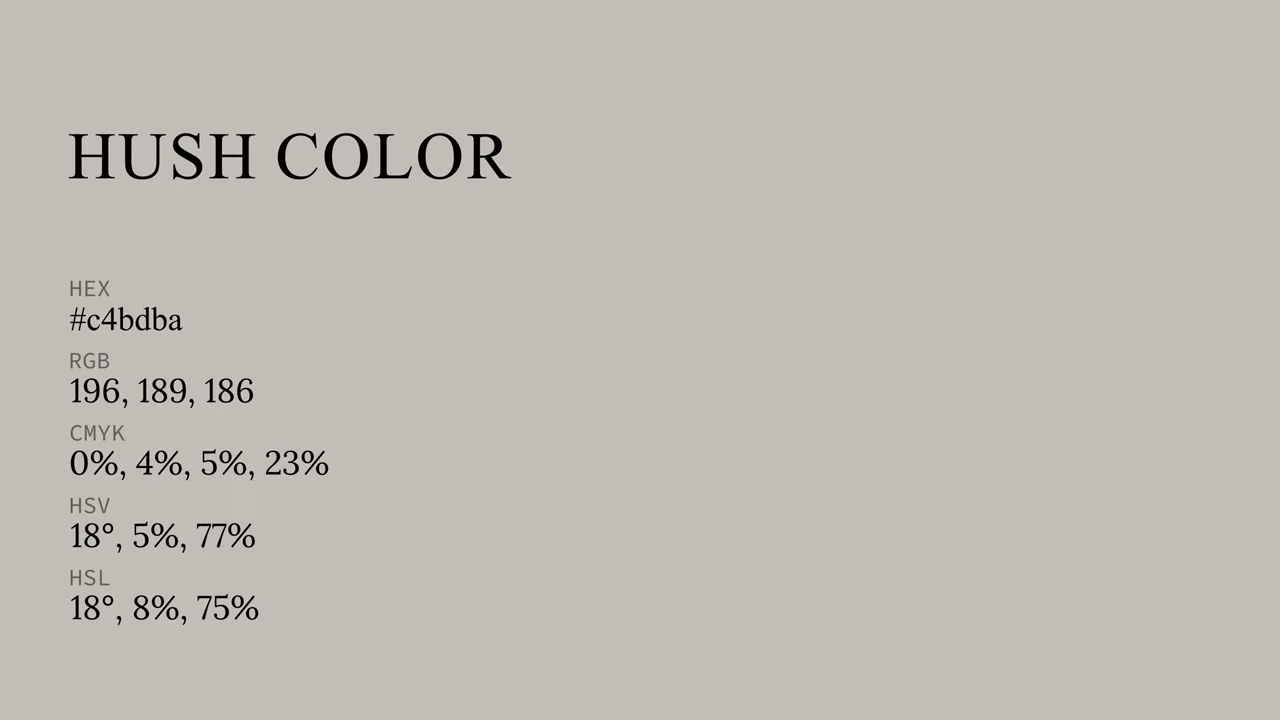 HUSH COLOR
HEX
#c4bdba
RGB
196, 189, 186
CMYK
0%, 4%, 5%, 23%
HSV
18°, 5%, 77%
HSL
18°, 8%, 75%